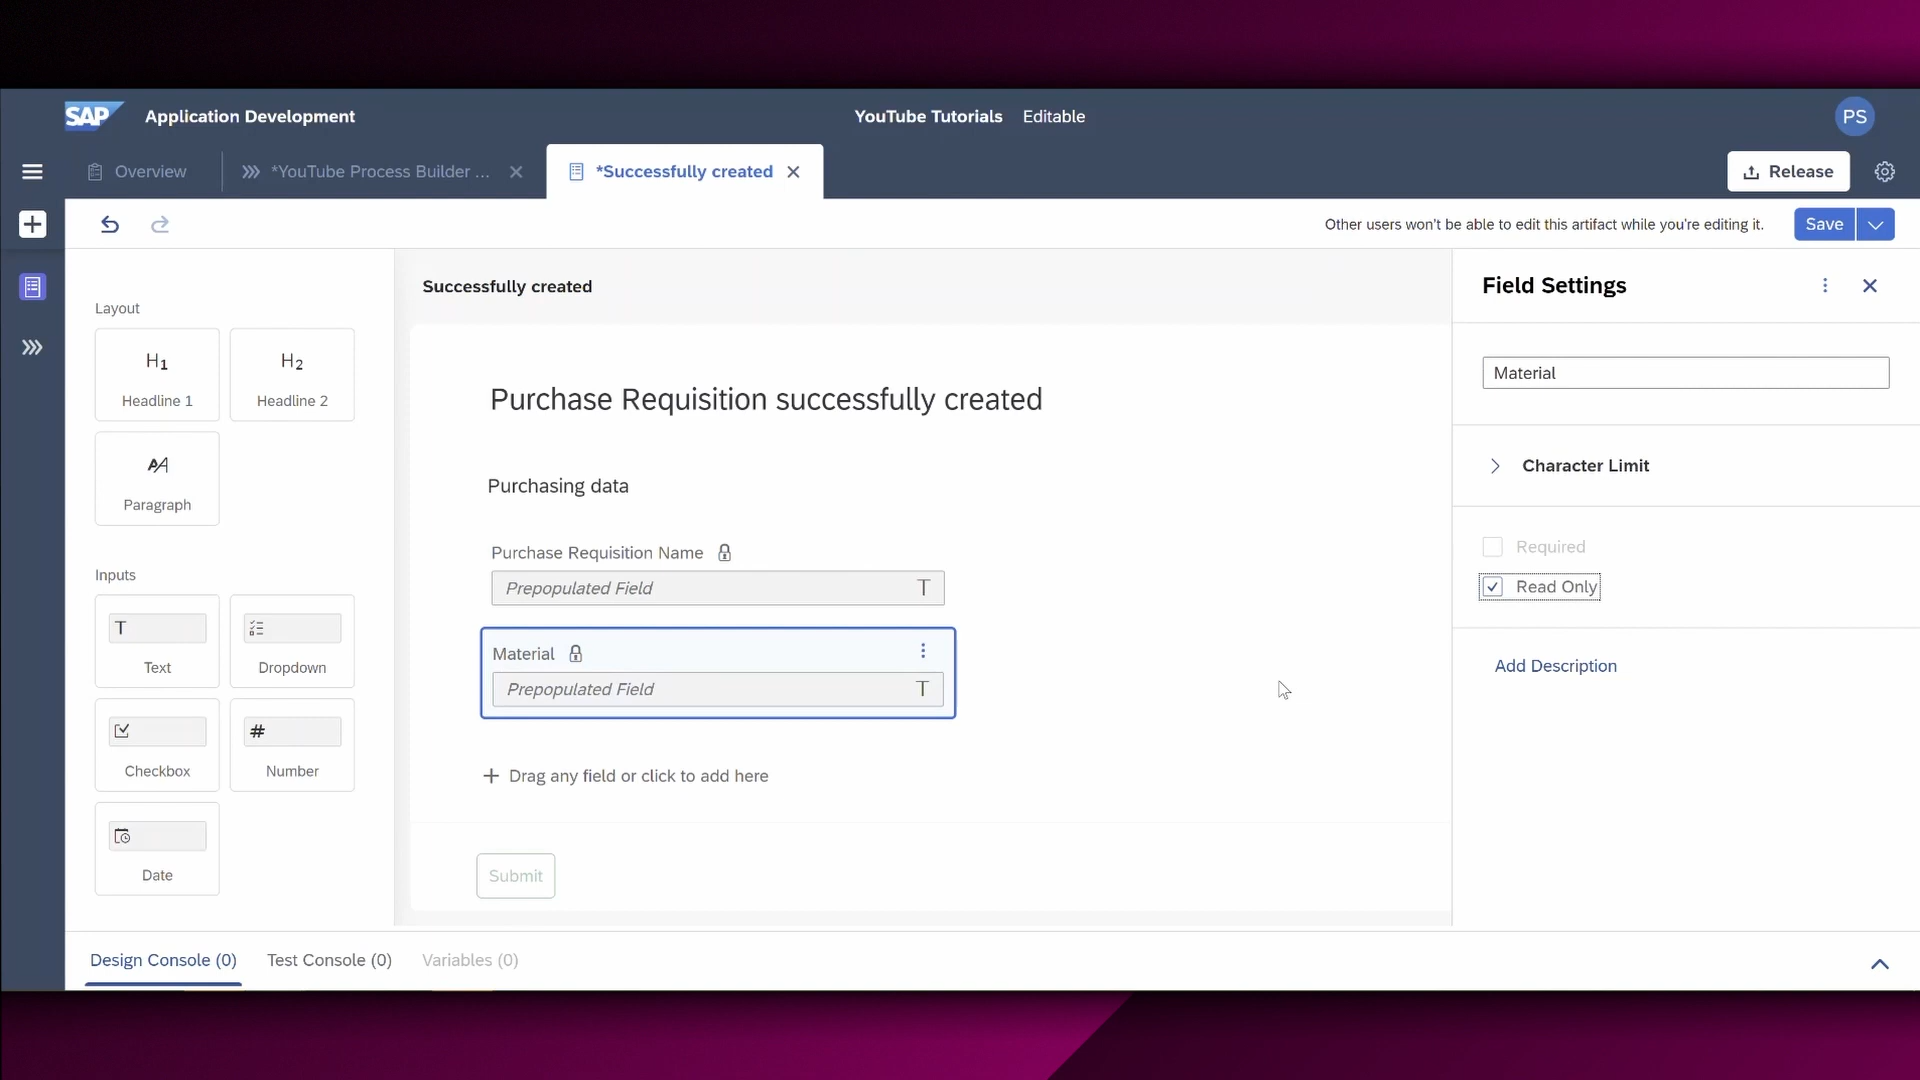 SAP Application Development
YouTube Tutorials Editable
PS
Overview
*YouTube Process Builder ...
*Successfully created
Release
Other users won't be able to edit this artifact while you're editing it.
Save
Layout
H1
Headline 1
H2
Headline 2
AA
Paragraph
Inputs
T
Text
Dropdown
Checkbox
#
Number
Date
Successfully created
Purchase Requisition successfully created
Purchasing data
Purchase Requisition Name
Prepopulated Field T
Material
Prepopulated Field T
+ Drag any field or click to add here
Submit
Field Settings
Material
Character Limit
Required
Read Only
Add Description
Design Console (0) Test Console (0) Variables (0)